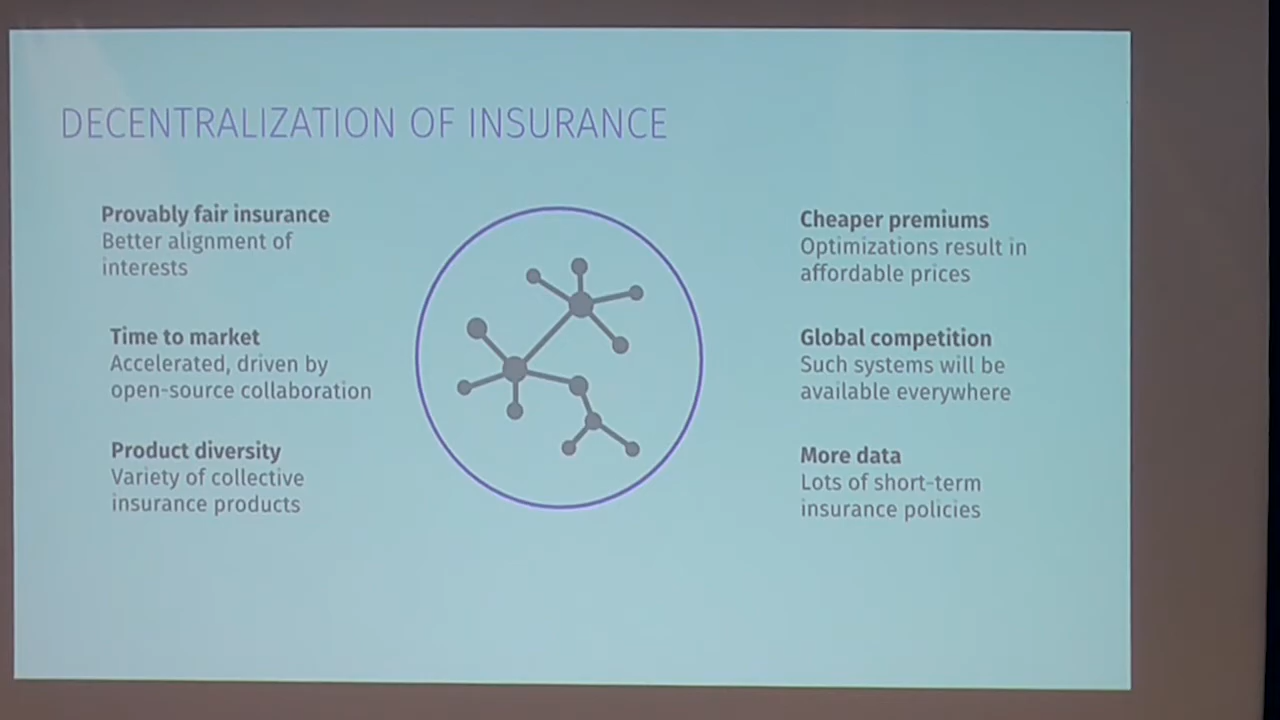 DECENTRALIZATION OF INSURANCE
Provably fair insurance
Better alignment of
interests
Time to market
Accelerated, driven by
open-source collaboration
Product diversity
Variety of collective
insurance products
Cheaper premiums
Optimizations result in
affordable prices
Global competition
Such systems will be
available everywhere
More data
Lots of short-term
insurance policies